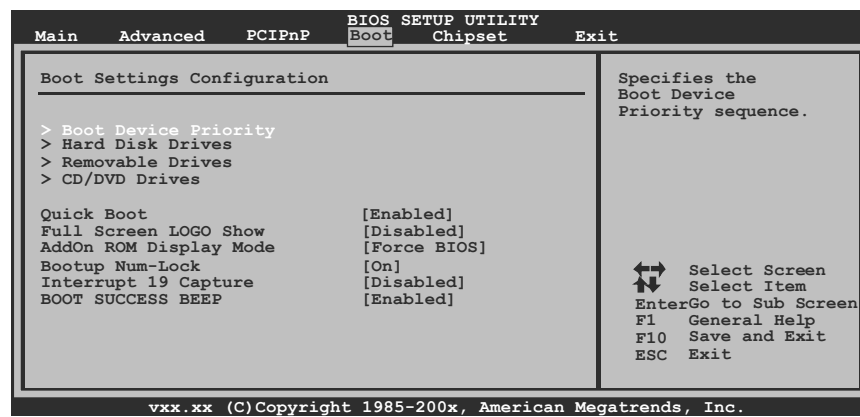 BIOS SETUP UTILITY
Main Advanced PCIPnP Boot Chipset Exit
Boot Settings Configuration
> Boot Device Priority
> Hard Disk Drives
> Removable Drives
> CD/DVD Drives
Quick Boot [Enabled]
Full Screen LOGO Show [Disabled]
AddOn ROM Display Mode [Force BIOS]
Bootup Num-Lock [On]
Interrupt 19 Capture [Disabled]
BOOT SUCCESS BEEP [Enabled]
Specifies the
Boot Device
Priority sequence.
Select Screen
Select Item
Enter Go to Sub Screen
F1 General Help
F10 Save and Exit
ESC Exit
vxx.xx (C)Copyright 1985-200x, American Megatrends, Inc.